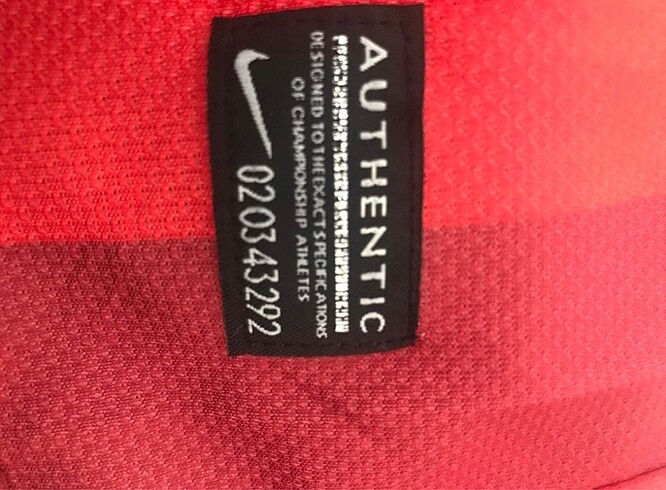 AUTHENTIC
DESIGNED TO THE EXACT SPECIFICATIONS
OF CHAMPIONSHIP ATHLETES
020343292